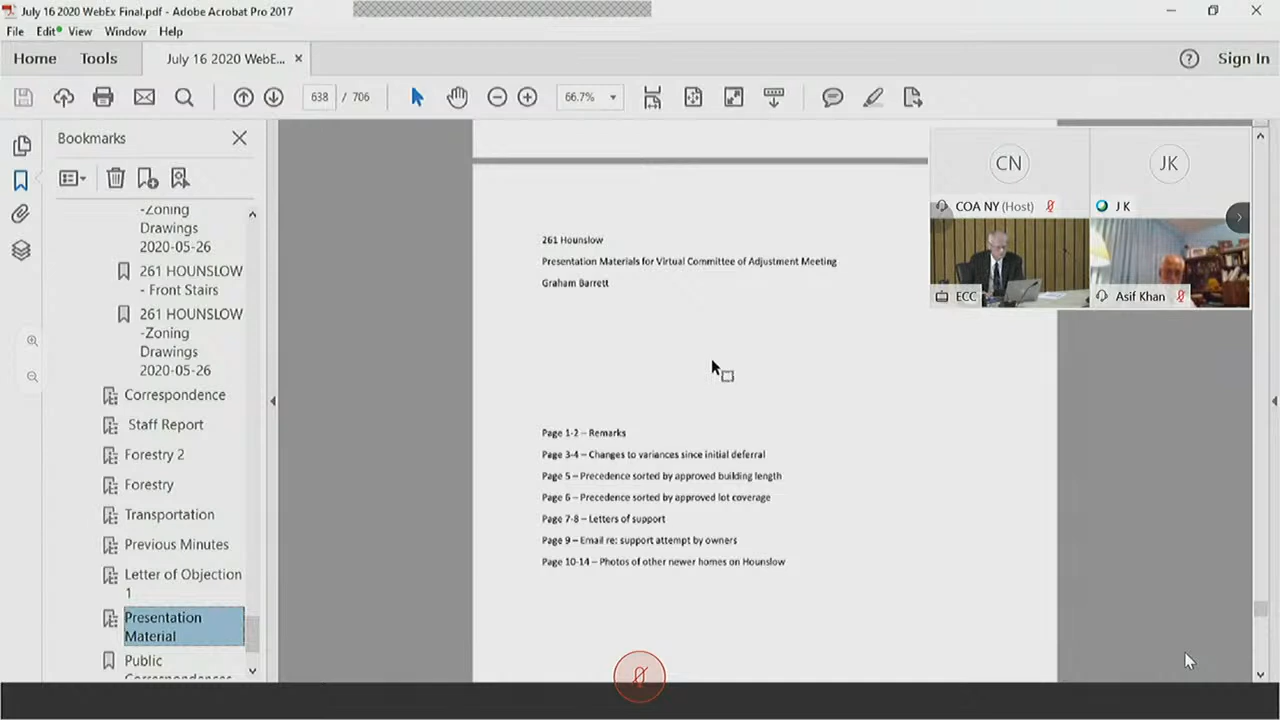 July 16 2020 WebEx Final.pdf - Adobe Acrobat Pro 2017
File Edit View Window Help
Home Tools July 16 2020 WebE... × Sign In
638 / 706 66.7%
Bookmarks
-Zoning
Drawings
2020-05-26
261 HOUNSLOW
- Front Stairs
261 HOUNSLOW
-Zoning
Drawings
2020-05-26
Correspondence
Staff Report
Forestry 2
Forestry
Transportation
Previous Minutes
Letter of Objection
1
Presentation
Material
Public
Correspondences
261 Hounslow
Presentation Materials for Virtual Committee of Adjustment Meeting
Graham Barrett
Page 1-2 – Remarks
Page 3-4 – Changes to variances since initial deferral
Page 5 – Precedence sorted by approved building length
Page 6 – Precedence sorted by approved lot coverage
Page 7-8 – Letters of support
Page 9 – Email re: support attempt by owners
Page 10-14 – Photos of other newer homes on Hounslow
CN
JK
COA NY (Host)
J K
ECC
Asif Khan